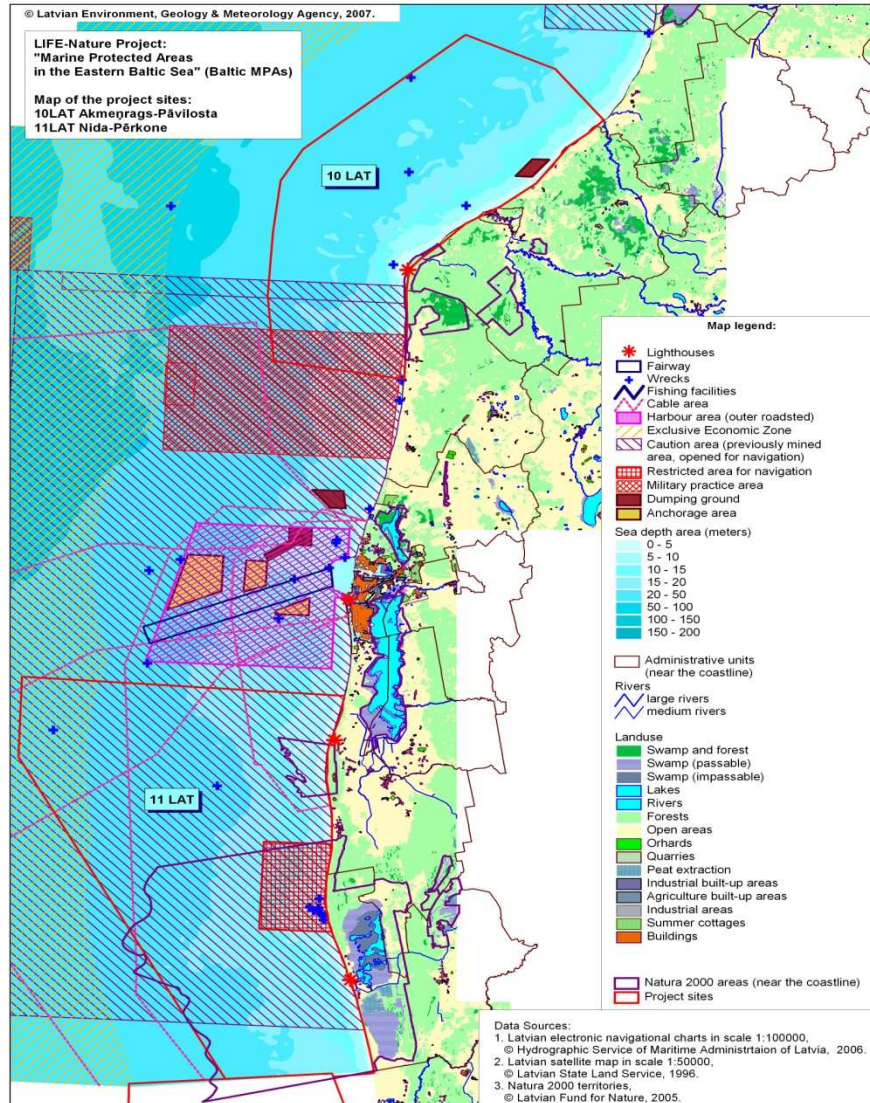 © Latvian Environment, Geology & Meteorology Agency, 2007.
LIFE-Nature Project:
"Marine Protected Areas
in the Eastern Baltic Sea" (Baltic MPAs)
Map of the project sites:
10LAT Akmeņrags-Pāvilosta
11LAT Nida-Pērkone
10 LAT
11 LAT
Map legend:
Lighthouses
Fairway
Wrecks
Fishing facilities
Cable area
Harbour area (outer roadsted)
Exclusive Economic Zone
Caution area (previously mined
area, opened for navigation)
Restricted area for navigation
Military practice area
Dumping ground
Anchorage area
Sea depth area (meters)
0 - 5
5 - 10
10 - 15
15 - 20
20 - 50
50 - 100
100 - 150
150 - 200
Administrative units
(near the coastline)
Rivers
large rivers
medium rivers
Landuse
Swamp and forest
Swamp (passable)
Swamp (impassable)
Lakes
Rivers
Forests
Open areas
Orhards
Quarries
Peat extraction
Industrial built-up areas
Agriculture built-up areas
Industrial areas
Summer cottages
Buildings
Natura 2000 areas (near the coastline)
Project sites
Data Sources:
1. Latvian electronic navigational charts in scale 1:100000,
© Hydrographic Service of Maritime Administrtaion of Latvia, 2006.
2. Latvian satellite map in scale 1:50000,
© Latvian State Land Service, 1996.
3. Natura 2000 territories,
© Latvian Fund for Nature, 2005.